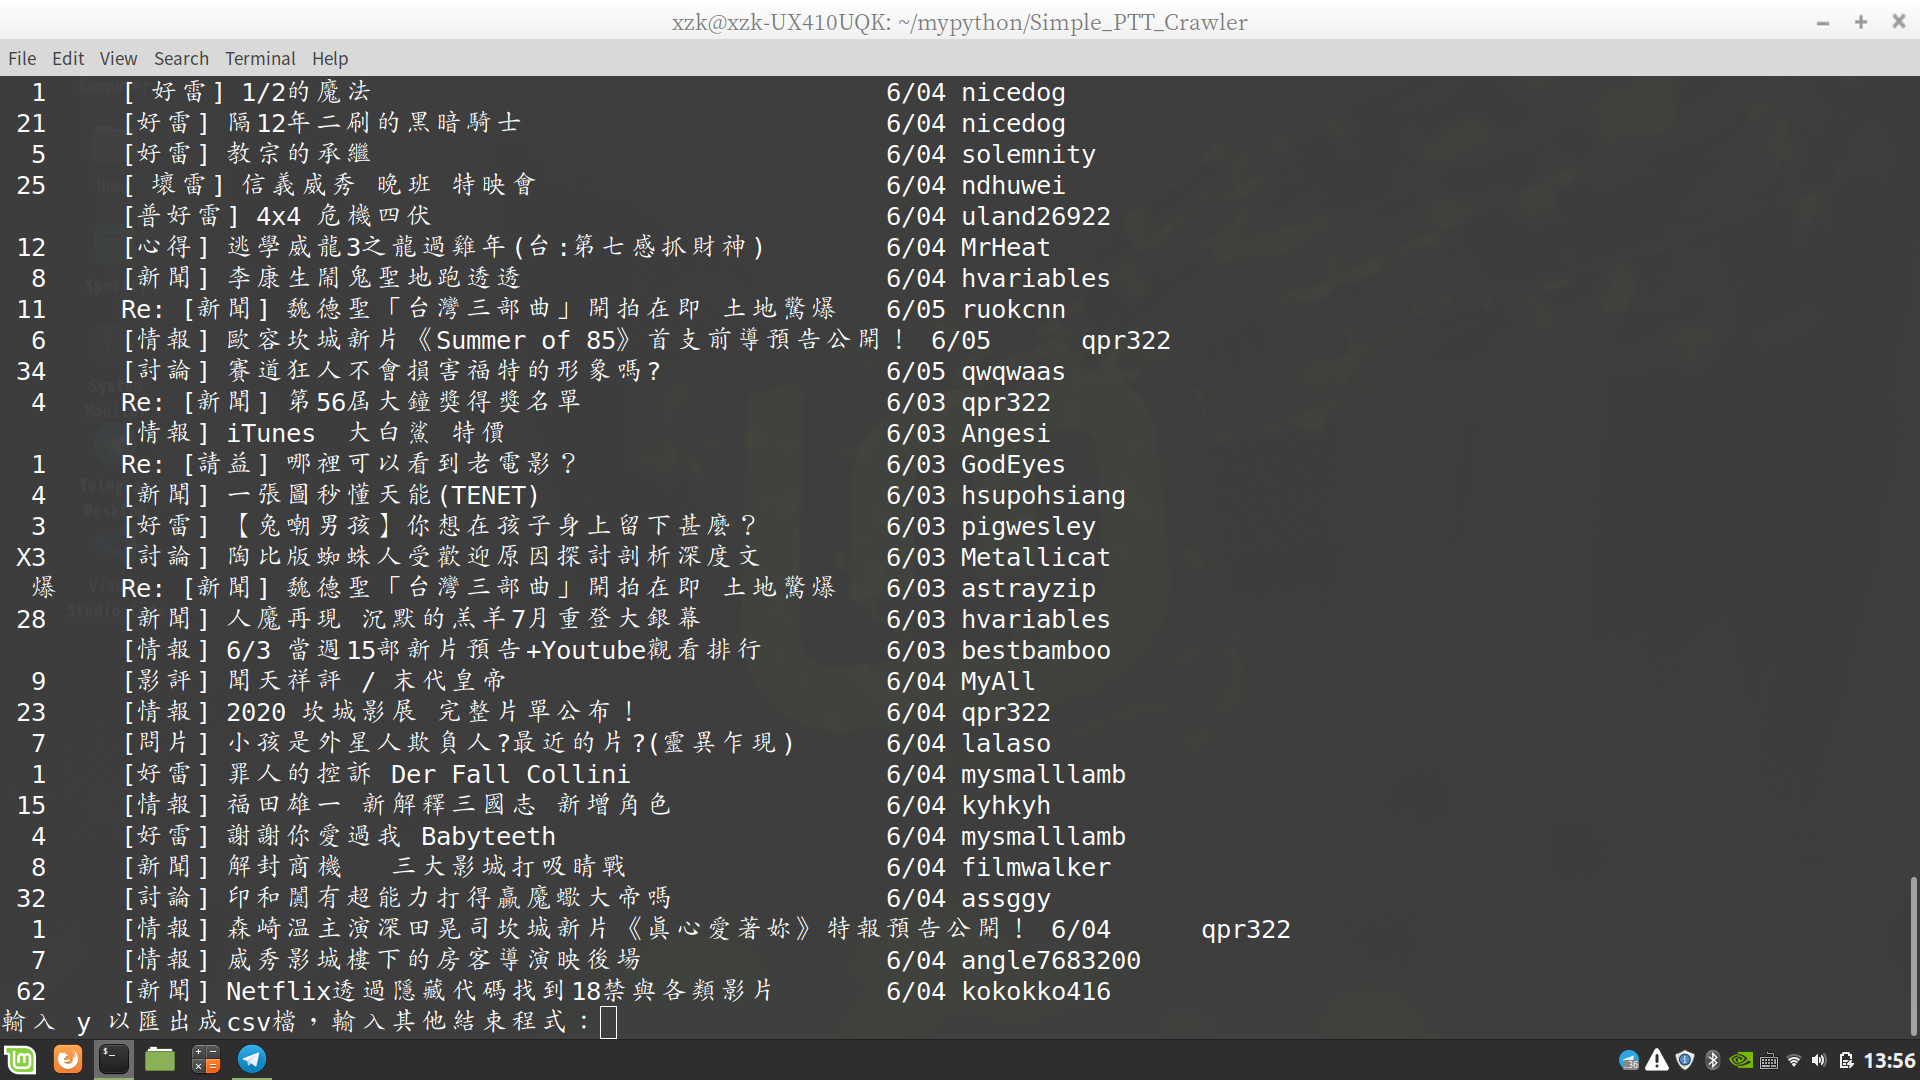 xzk@xzk-UX410UQK: ~/mypython/Simple_PTT_Crawler
File Edit View Search Terminal Help
1 [ 好雷] 1/2的魔法 6/04 nicedog
21 [好雷] 隔12年二刷的黑暗騎士 6/04 nicedog
5 [好雷] 教宗的承繼 6/04 solemnity
25 [ 壞雷] 信義威秀 晚班 特映會 6/04 ndhuwei
[普好雷] 4x4 危機四伏 6/04 uland26922
12 [心得] 逃學威龍3之龍過雞年(台:第七感抓財神) 6/04 MrHeat
8 [新聞] 李康生鬧鬼聖地跑透透 6/04 hvariables
11 Re: [新聞] 魏德聖「台灣三部曲」開拍在即 土地驚爆 6/05 ruokcnn
6 [情報] 歐容坎城新片《Summer of 85》首支前導預告公開！ 6/05 qpr322
34 [討論] 賽道狂人不會損害福特的形象嗎? 6/05 qwqwaas
4 Re: [新聞] 第56屆大鐘獎得獎名單 6/03 qpr322
[情報] iTunes 大白鯊 特價 6/03 Angesi
1 Re: [請益] 哪裡可以看到老電影？ 6/03 GodEyes
4 [新聞] 一張圖秒懂天能(TENET) 6/03 hsupohsiang
3 [好雷] 【兔嘲男孩】你想在孩子身上留下甚麼？ 6/03 pigwesley
X3 [討論] 陶比版蜘蛛人受歡迎原因探討剖析深度文 6/03 Metallicat
爆 Re: [新聞] 魏德聖「台灣三部曲」開拍在即 土地驚爆 6/03 astrayzip
28 [新聞] 人魔再現 沉默的羔羊7月重登大銀幕 6/03 hvariables
[情報] 6/3 當週15部新片預告+Youtube觀看排行 6/03 bestbamboo
9 [影評] 聞天祥評 / 末代皇帝 6/04 MyAll
23 [情報] 2020 坎城影展 完整片單公布！ 6/04 qpr322
7 [問片] 小孩是外星人欺負人?最近的片?(靈異乍現) 6/04 lalaso
1 [好雷] 罪人的控訴 Der Fall Collini 6/04 mysmalllamb
15 [情報] 福田雄一 新解釋三國志 新增角色 6/04 kyhkyh
4 [好雷] 謝謝你愛過我 Babyteeth 6/04 mysmalllamb
8 [新聞] 解封商機 三大影城打吸睛戰 6/04 filmwalker
32 [討論] 印和闐有超能力打得贏魔蠍大帝嗎 6/04 assggy
1 [情報] 森崎温主演深田晃司坎城新片《真心愛著妳》特報預告公開！ 6/04 qpr322
7 [情報] 威秀影城樓下的房客導演映後場 6/04 angle7683200
62 [新聞] Netflix透過隱藏代碼找到18禁與各類影片 6/04 kokokko416
輸入 y 以匯出成csv檔，輸入其他結束程式：
13:56